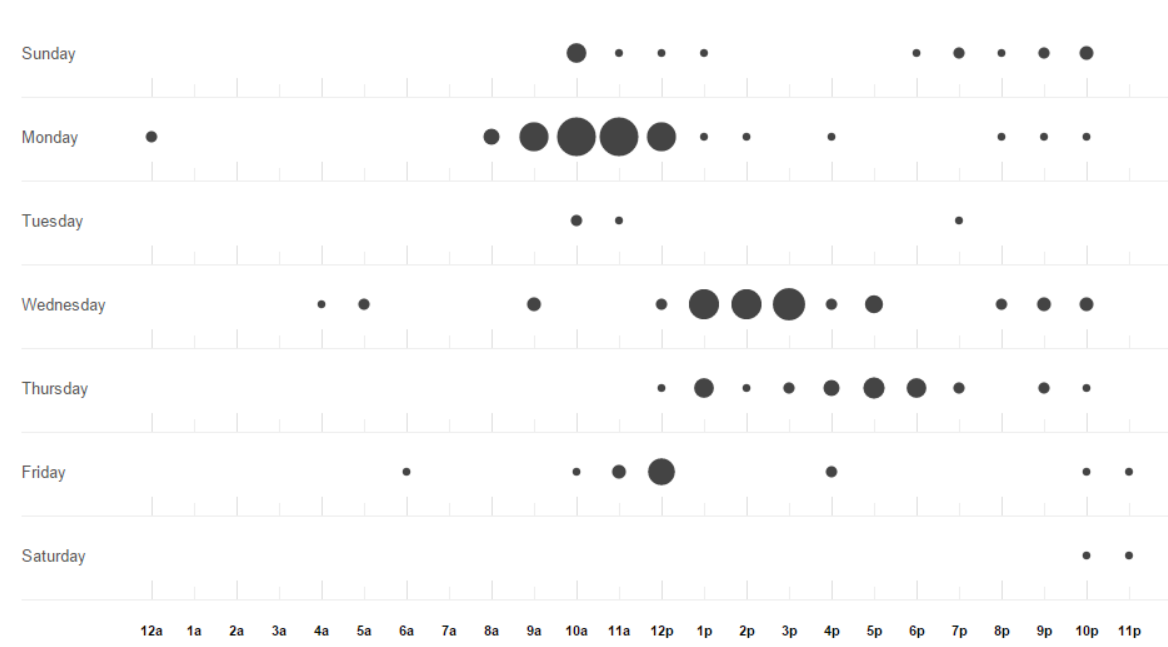 Sunday
Monday
Tuesday
Wednesday
Thursday
Friday
Saturday
12a 1a 2a 3a 4a 5a 6a 7a 8a 9a 10a 11a 12p 1p 2p 3p 4p 5p 6p 7p 8p 9p 10p 11p